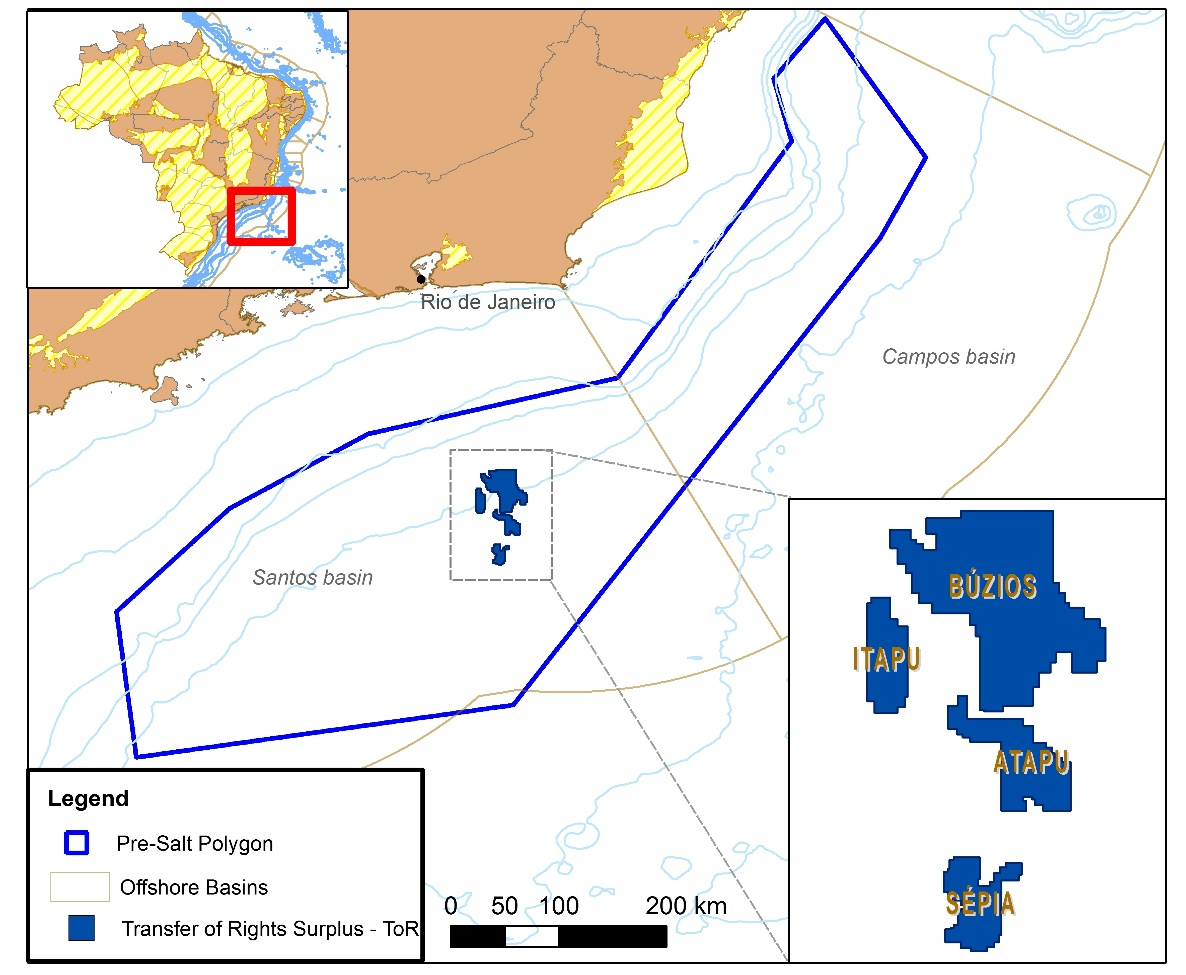 Rio de Janeiro
Campos basin
Santos basin
BÚZIOS
ITAPU
ATAPU
SÉPIA
Legend
Pre-Salt Polygon
Offshore Basins
Transfer of Rights Surplus - ToR
0 50 100 200 km